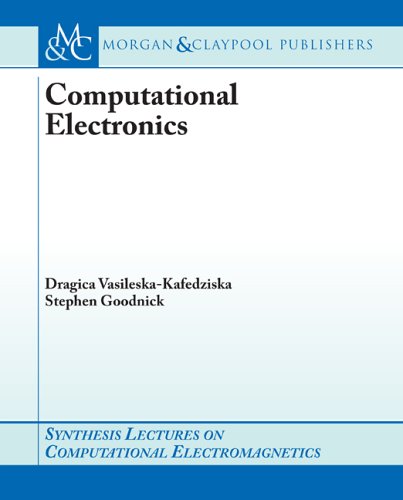 M
&C
MORGAN & CLAYPOOL PUBLISHERS
Computational
Electronics
Dragica Vasileska-Kafedziska
Stephen Goodnick
SYNTHESIS LECTURES ON
COMPUTATIONAL ELECTROMAGNETICS